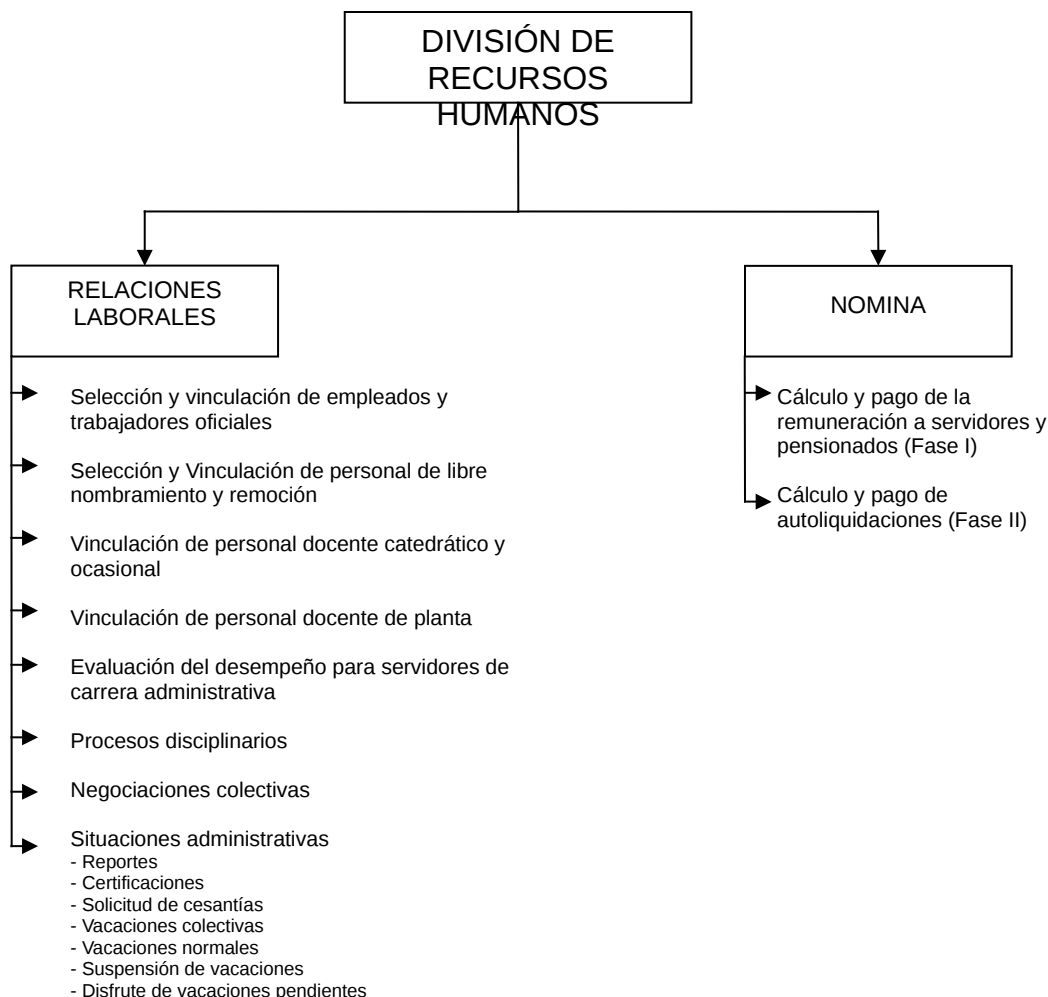 DIVISIÓN DE
RECURSOS
HUMANOS
RELACIONES
LABORALES
Selección y vinculación de empleados y
trabajadores oficiales
Selección y Vinculación de personal de libre
nombramiento y remoción
Vinculación de personal docente catedrático y
ocasional
Vinculación de personal docente de planta
Evaluación del desempeño para servidores de
carrera administrativa
Procesos disciplinarios
Negociaciones colectivas
Situaciones administrativas
- Reportes
- Certificaciones
- Solicitud de cesantías
- Vacaciones colectivas
- Vacaciones normales
- Suspensión de vacaciones
- Disfrute de vacaciones pendientes
NOMINA
Cálculo y pago de la
remuneración a servidores y
pensionados (Fase I)
Cálculo y pago de
autoliquidaciones (Fase II)